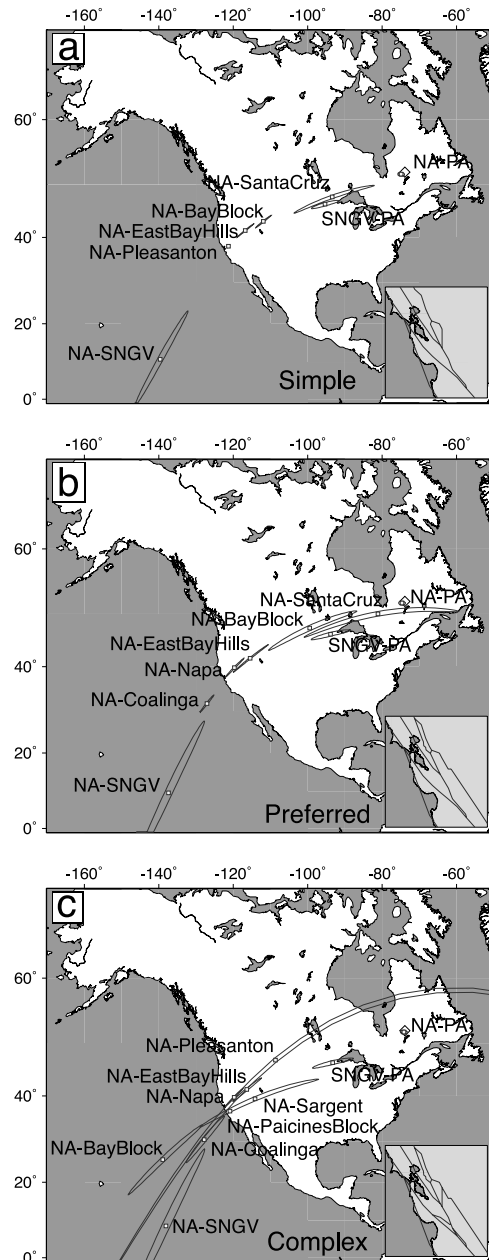 a
60˚
40˚
20˚
0˚
NA-PA
NA-SantaCruz
NA-BayBlock
SNGV-PA
NA-EastBayHills
NA-Pleasanton
NA-SNGV
Simple
-160 -140 -120 -100 -80 -60
-160 -140 -120 -100 -80 -60
b
60˚
40˚
20˚
0˚
NA-SantaCruz
NA-PA
NA-BayBlock
NA-EastBayHills
SNGV-PA
NA-Napa
NA-Coalinga
NA-SNGV
Preferred
-160 -140 -120 -100 -80 -60
c
60˚
40˚
20˚
0˚
NA-PA
NA-Pleasanton
NA-EastBayHills
SNGV-PA
NA-Napa
NA-Sargent
NA-PaicinesBlock
NA-BayBlock
NA-Coalinga
NA-SNGV
Complex